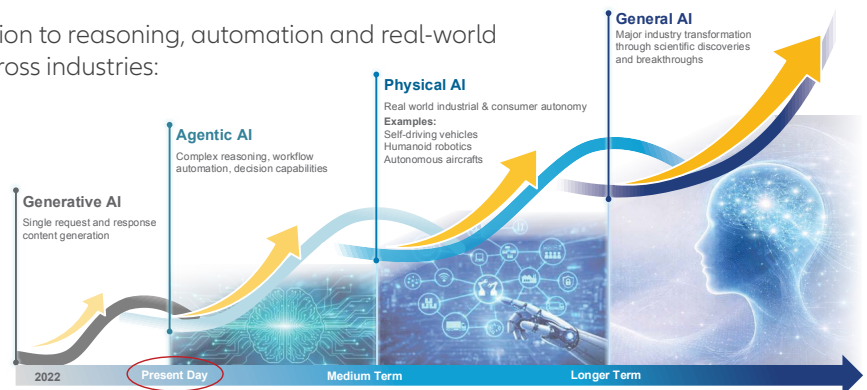 ion to reasoning, automation and real-world
ross industries:
General AI
Major industry transformation
through scientific discoveries
and breakthroughs
Physical AI
Real world industrial & consumer autonomy
Examples:
Self-driving vehicles
Humanoid robotics
Autonomous aircrafts
Agentic AI
Complex reasoning, workflow
automation, decision capabilities
Generative AI
Single request and response
content generation
2022
Present Day
Medium Term
Longer Term